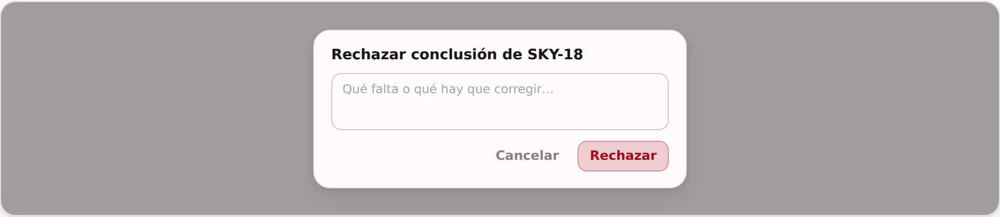 Rechazar conclusión de SKY-18
Qué falta o qué hay que corregir…
Cancelar
Rechazar